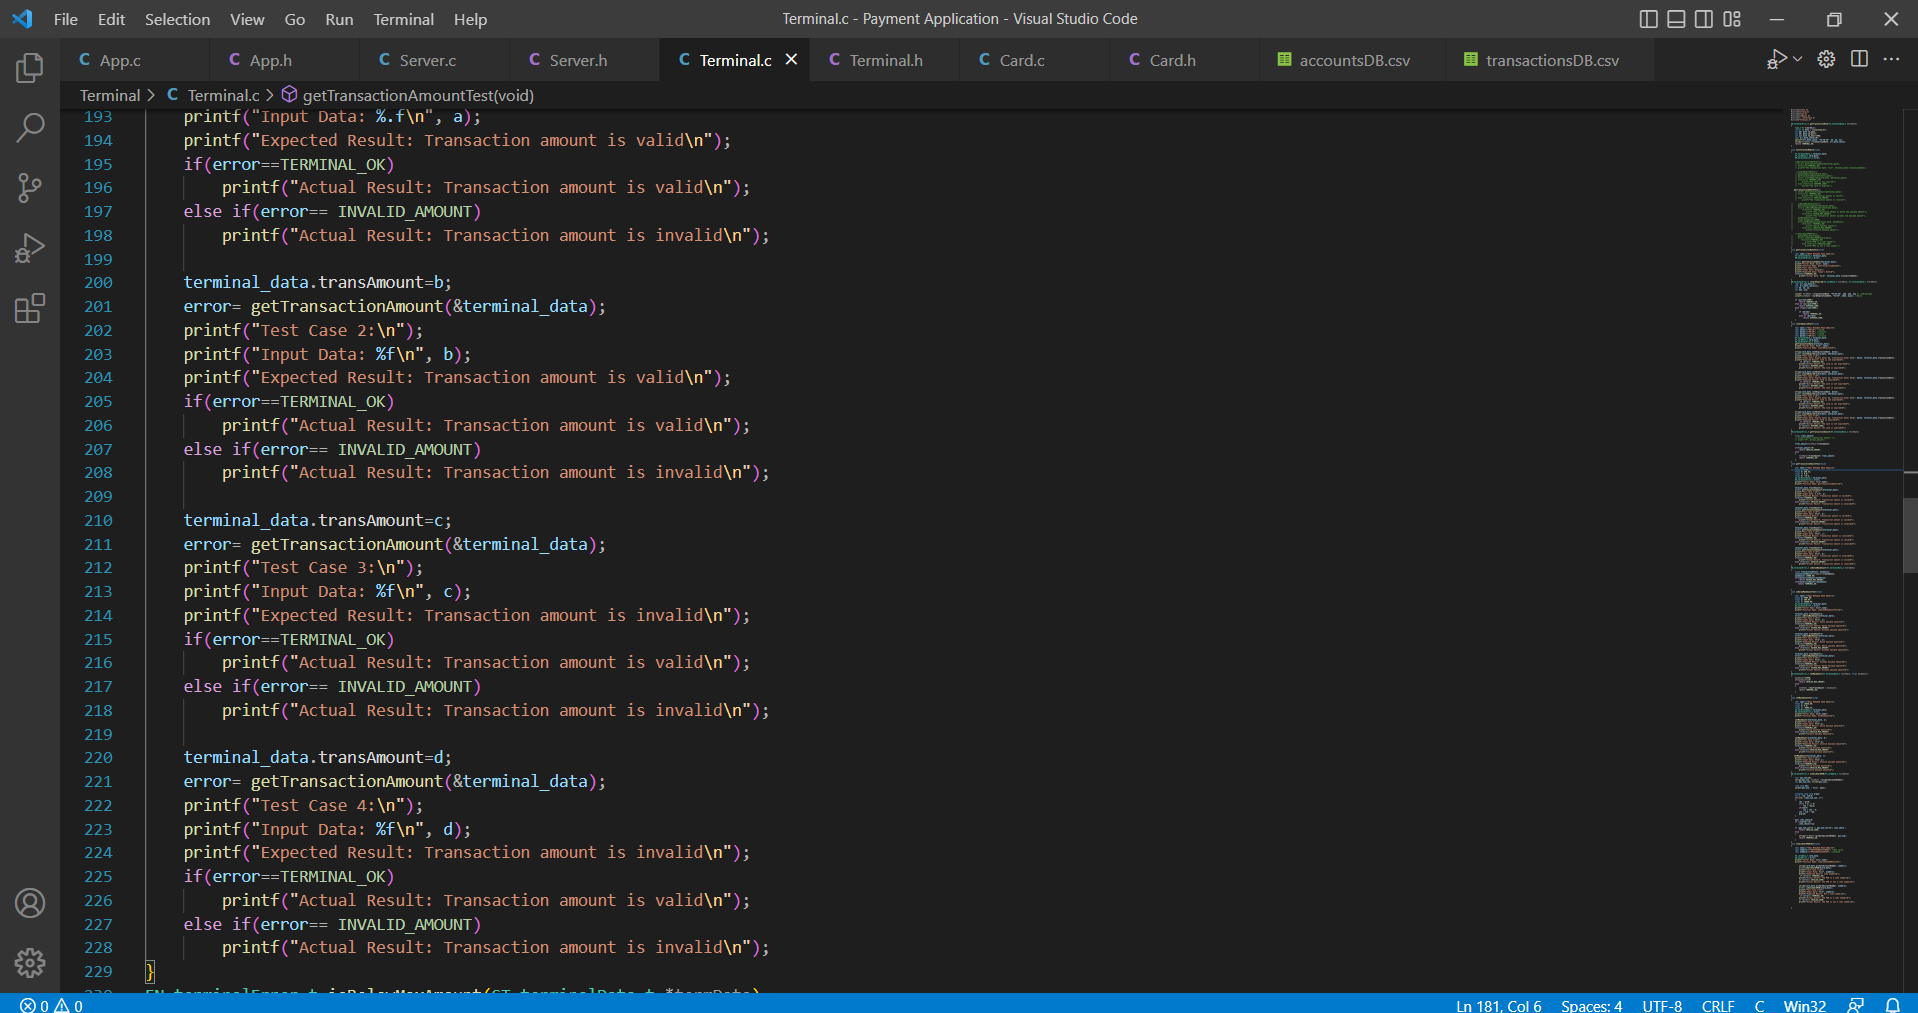 File Edit Selection View Go Run Terminal Help
Terminal.c - Payment Application - Visual Studio Code
C App.c C App.h C Server.c C Server.h C Terminal.c C Terminal.h C Card.c C Card.h accountsDB.csv transactionsDB.csv
Terminal > C Terminal.c > getTransactionAmountTest(void)
193 printf("Input Data: %.f\n", a);
194 printf("Expected Result: Transaction amount is valid\n");
195 if(error==TERMINAL_OK)
196 printf("Actual Result: Transaction amount is valid\n");
197 else if(error== INVALID_AMOUNT)
198 printf("Actual Result: Transaction amount is invalid\n");
199
200 terminal_data.transAmount=b;
201 error= getTransactionAmount(&terminal_data);
202 printf("Test Case 2:\n");
203 printf("Input Data: %f\n", b);
204 printf("Expected Result: Transaction amount is valid\n");
205 if(error==TERMINAL_OK)
206 printf("Actual Result: Transaction amount is valid\n");
207 else if(error== INVALID_AMOUNT)
208 printf("Actual Result: Transaction amount is invalid\n");
209
210 terminal_data.transAmount=c;
211 error= getTransactionAmount(&terminal_data);
212 printf("Test Case 3:\n");
213 printf("Input Data: %f\n", c);
214 printf("Expected Result: Transaction amount is invalid\n");
215 if(error==TERMINAL_OK)
216 printf("Actual Result: Transaction amount is valid\n");
217 else if(error== INVALID_AMOUNT)
218 printf("Actual Result: Transaction amount is invalid\n");
219
220 terminal_data.transAmount=d;
221 error= getTransactionAmount(&terminal_data);
222 printf("Test Case 4:\n");
223 printf("Input Data: %f\n", d);
224 printf("Expected Result: Transaction amount is invalid\n");
225 if(error==TERMINAL_OK)
226 printf("Actual Result: Transaction amount is valid\n");
227 else if(error== INVALID_AMOUNT)
228 printf("Actual Result: Transaction amount is invalid\n");
229 }
230 EN_terminalError_t isBelowMaxAmount(ST_terminalData_t *termData)
0 0 Ln 181, Col 6 Spaces: 4 UTF-8 CRLF C Win32